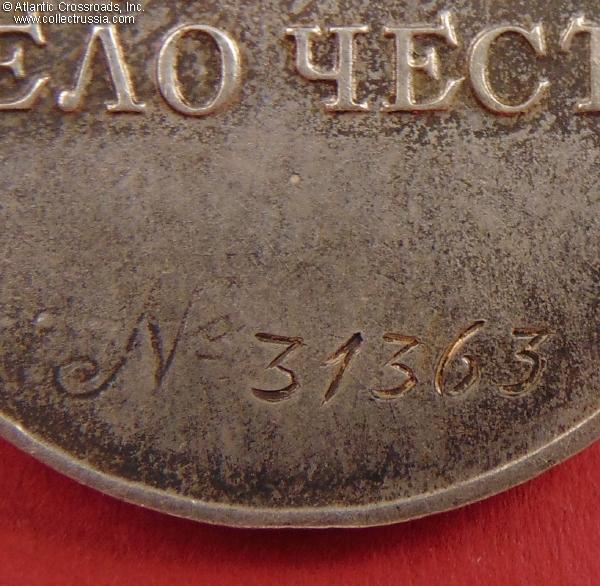 © Atlantic Crossroads, Inc.
www.collectrussia.com
ЕЛО ЧЕСТ
№ 31363